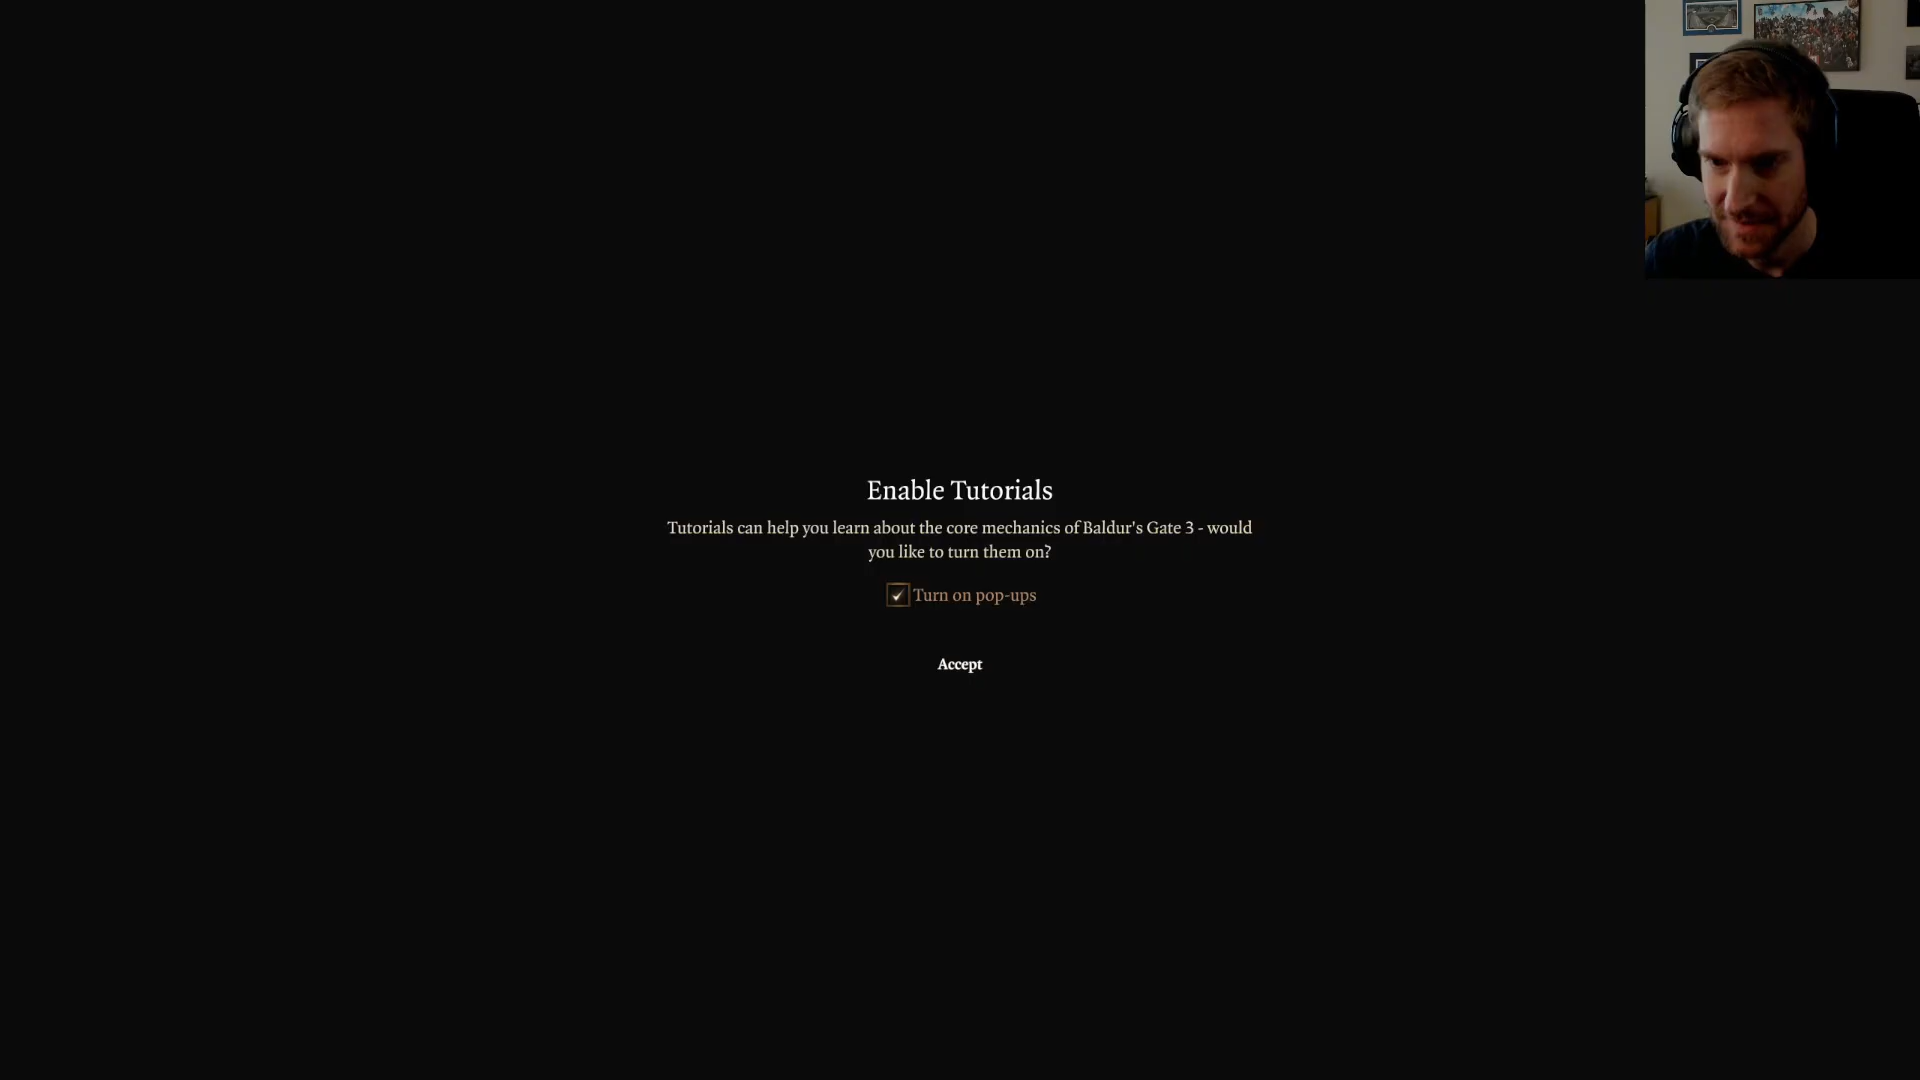 Enable Tutorials
Tutorials can help you learn about the core mechanics of Baldur's Gate 3 - would
you like to turn them on?
Turn on pop-ups
Accept